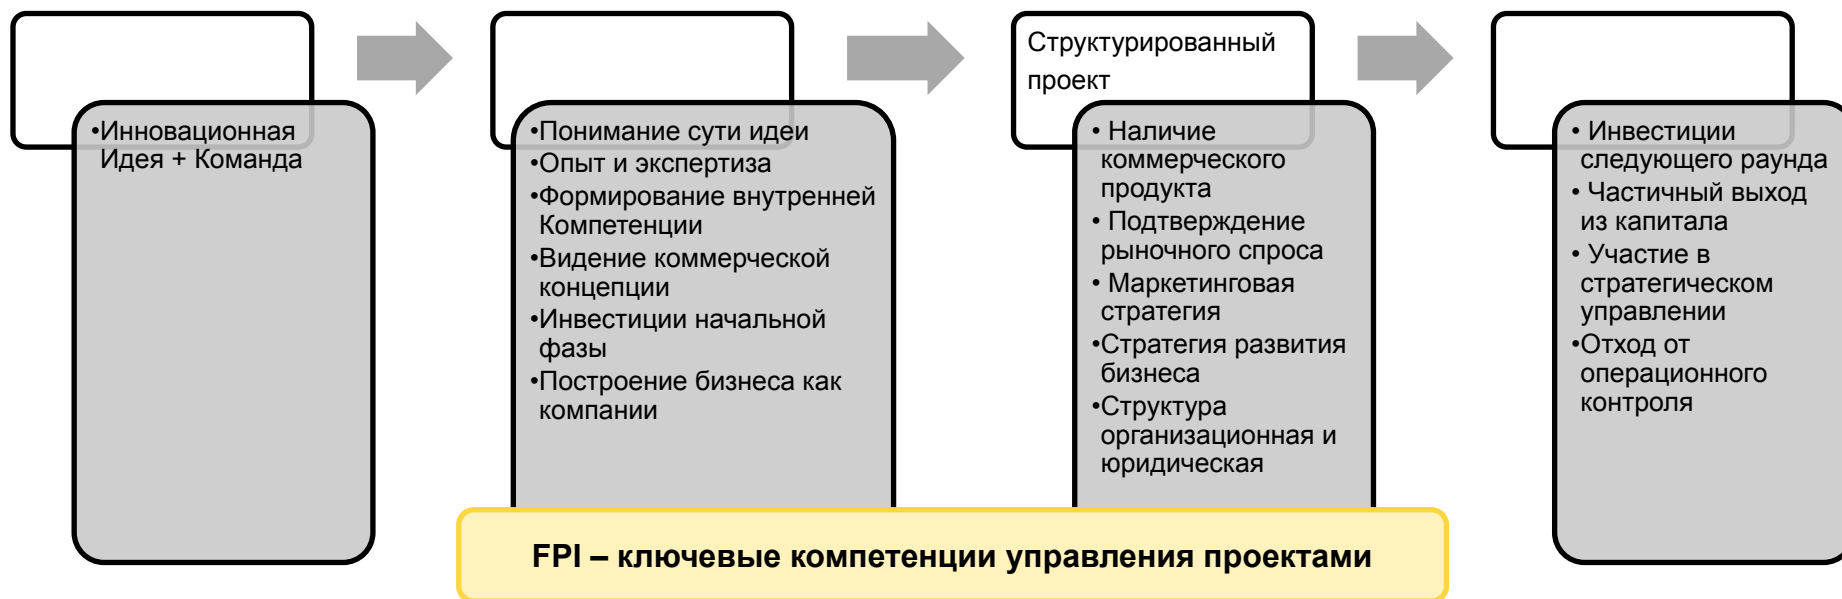 •Инновационная
Идея + Команда
•Понимание сути идеи
•Опыт и экспертиза
•Формирование внутренней
Компетенции
•Видение коммерческой
концепции
•Инвестиции начальной
фазы
•Построение бизнеса как
компании
Структурированный
проект
• Наличие
коммерческого
продукта
• Подтверждение
рыночного спроса
• Маркетинговая
стратегия
•Стратегия развития
бизнеса
•Структура
организационная и
юридическая
• Инвестиции
следующего раунда
• Частичный выход
из капитала
• Участие в
стратегическом
управлении
•Отход от
операционного
контроля
FPI – ключевые компетенции управления проектами